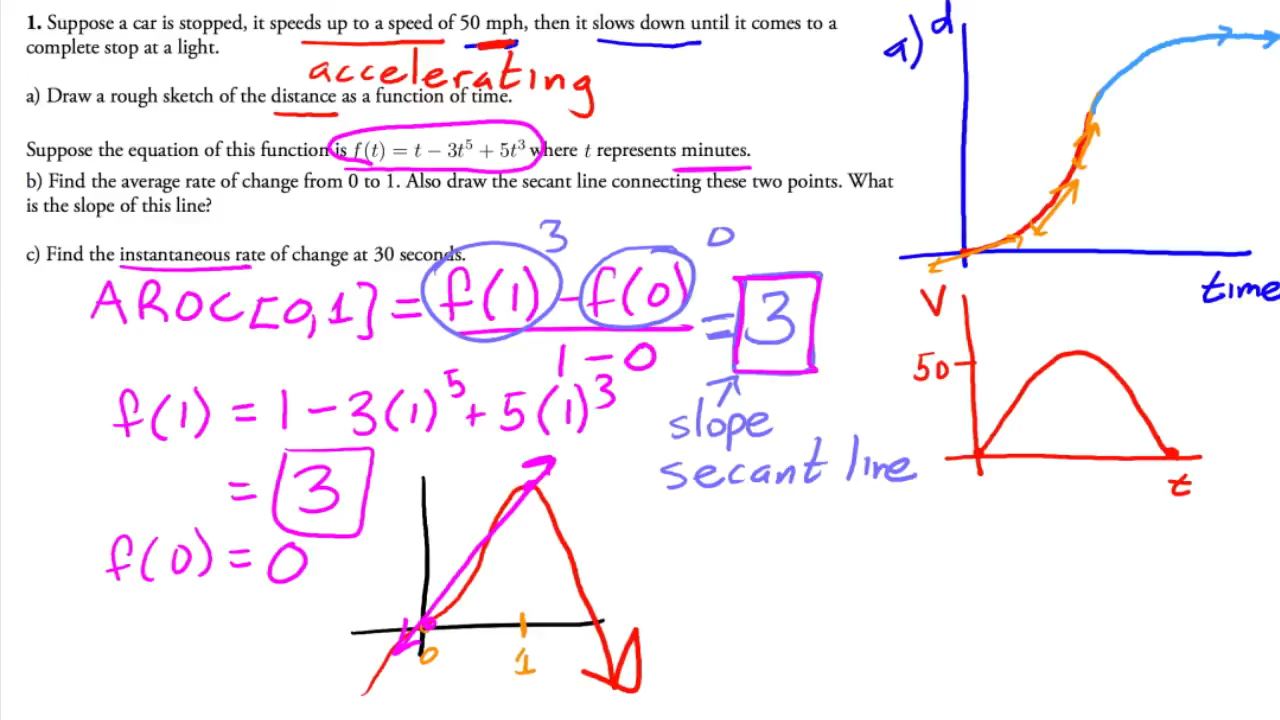 1. Suppose a car is stopped, it speeds up to a speed of 50 mph, then it slows down until it comes to a
complete stop at a light.
accelerating
a) Draw a rough sketch of the distance as a function of time.
Suppose the equation of this function is f(t) = t − 3t⁵ + 5t³ where t represents minutes.
b) Find the average rate of change from 0 to 1. Also draw the secant line connecting these two points. What
is the slope of this line?
c) Find the instantaneous rate of change at 30 seconds.
3 0
AROC[0,1] = f(1) - f(0)
1 - 0
= 3
f(1) = 1 - 3(1)⁵ + 5(1)³
= 3
f(0) = 0
slope
secant line
0 1
a) d
time
V
50
t